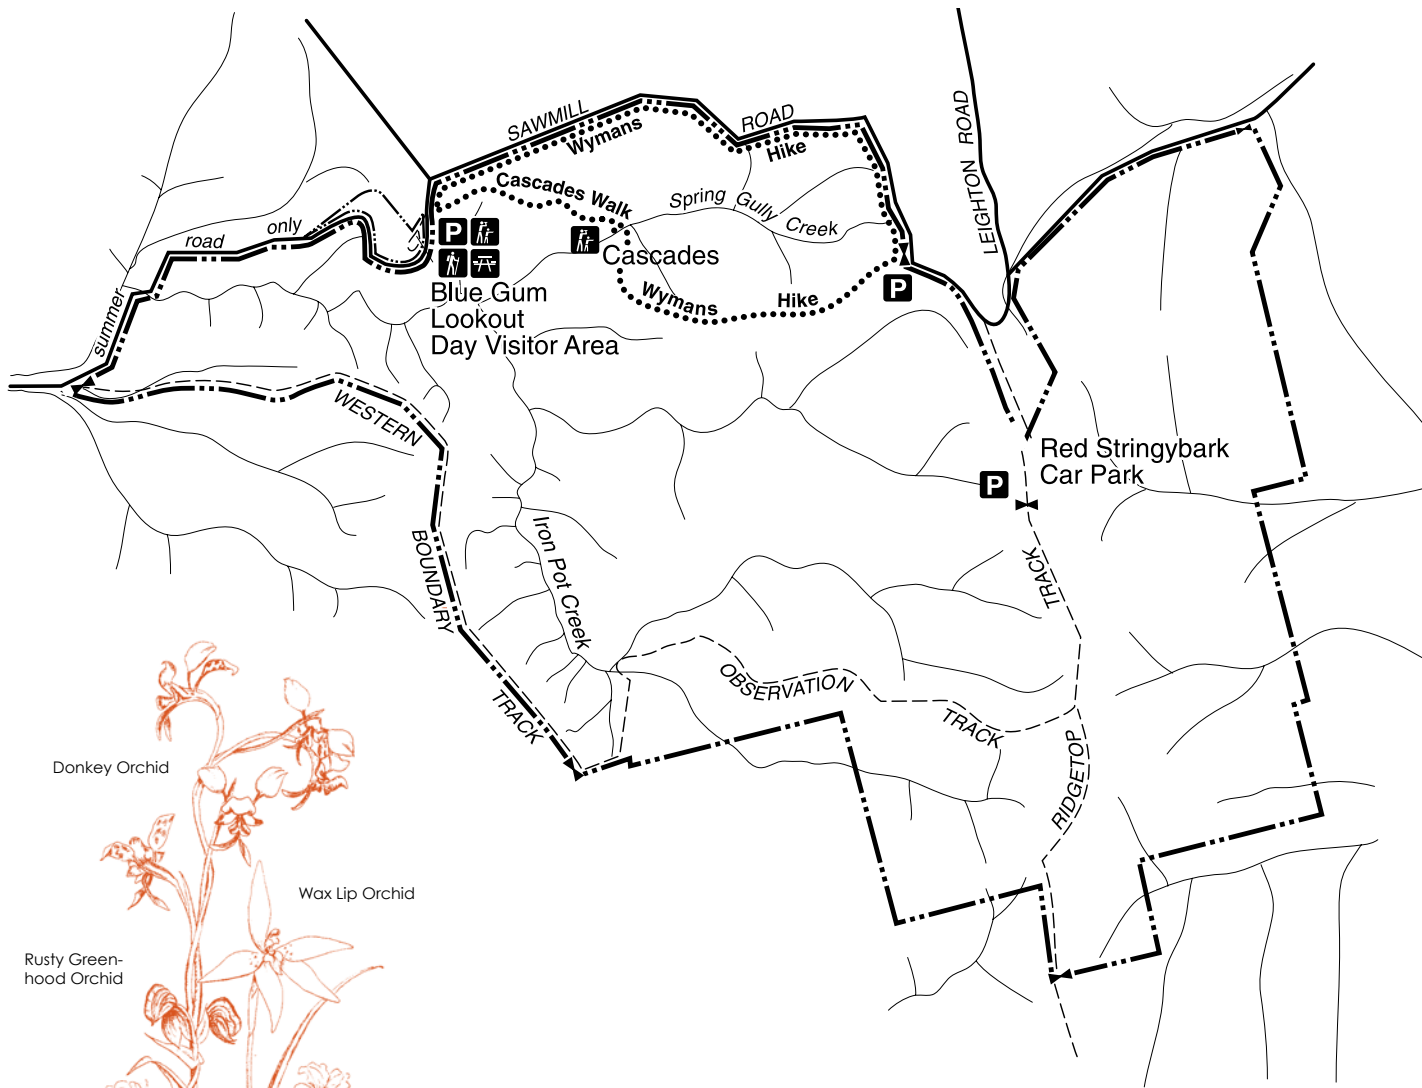 SAWMILL
ROAD
Wymans
Hike
LEIGHTON ROAD
Cascades Walk
Spring Gully
Creek
road
only
summer
P
Cascades
Blue Gum
Lookout
Day Visitor Area
Wymans
Hike
P
WESTERN
BOUNDARY
TRACK
Red Stringybark
Car Park
P
Iron Pot Creek
TRACK
OBSERVATION
TRACK
RIDGETOP
Donkey Orchid
Wax Lip Orchid
Rusty Green-
hood Orchid